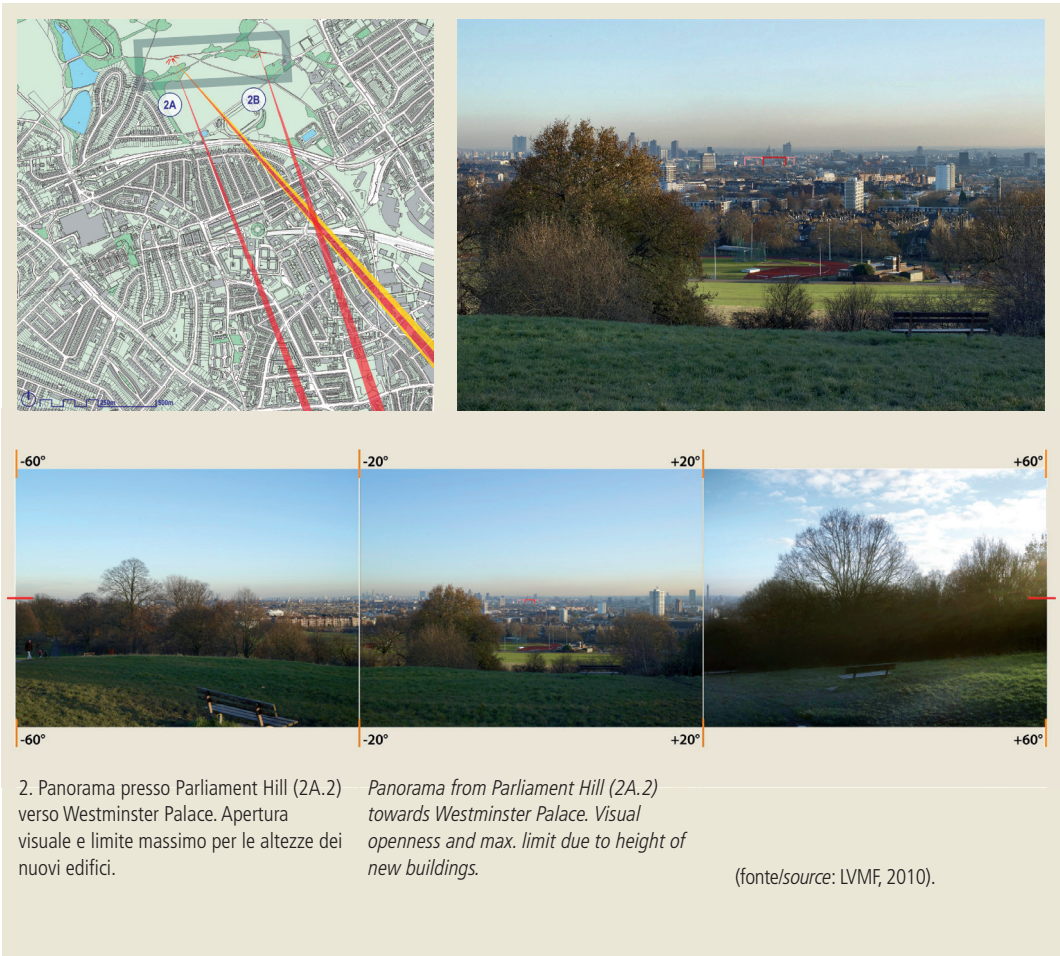 2A
2B
250m
500m
-60°
-20°
+20°
+60°
-60°
-20°
+20°
+60°
2. Panorama presso Parliament Hill (2A.2)
verso Westminster Palace. Apertura
visuale e limite massimo per le altezze dei
nuovi edifici.
Panorama from Parliament Hill (2A.2)
towards Westminster Palace. Visual
openness and max. limit due to height of
new buildings.
(fonte/source: LVMF, 2010).